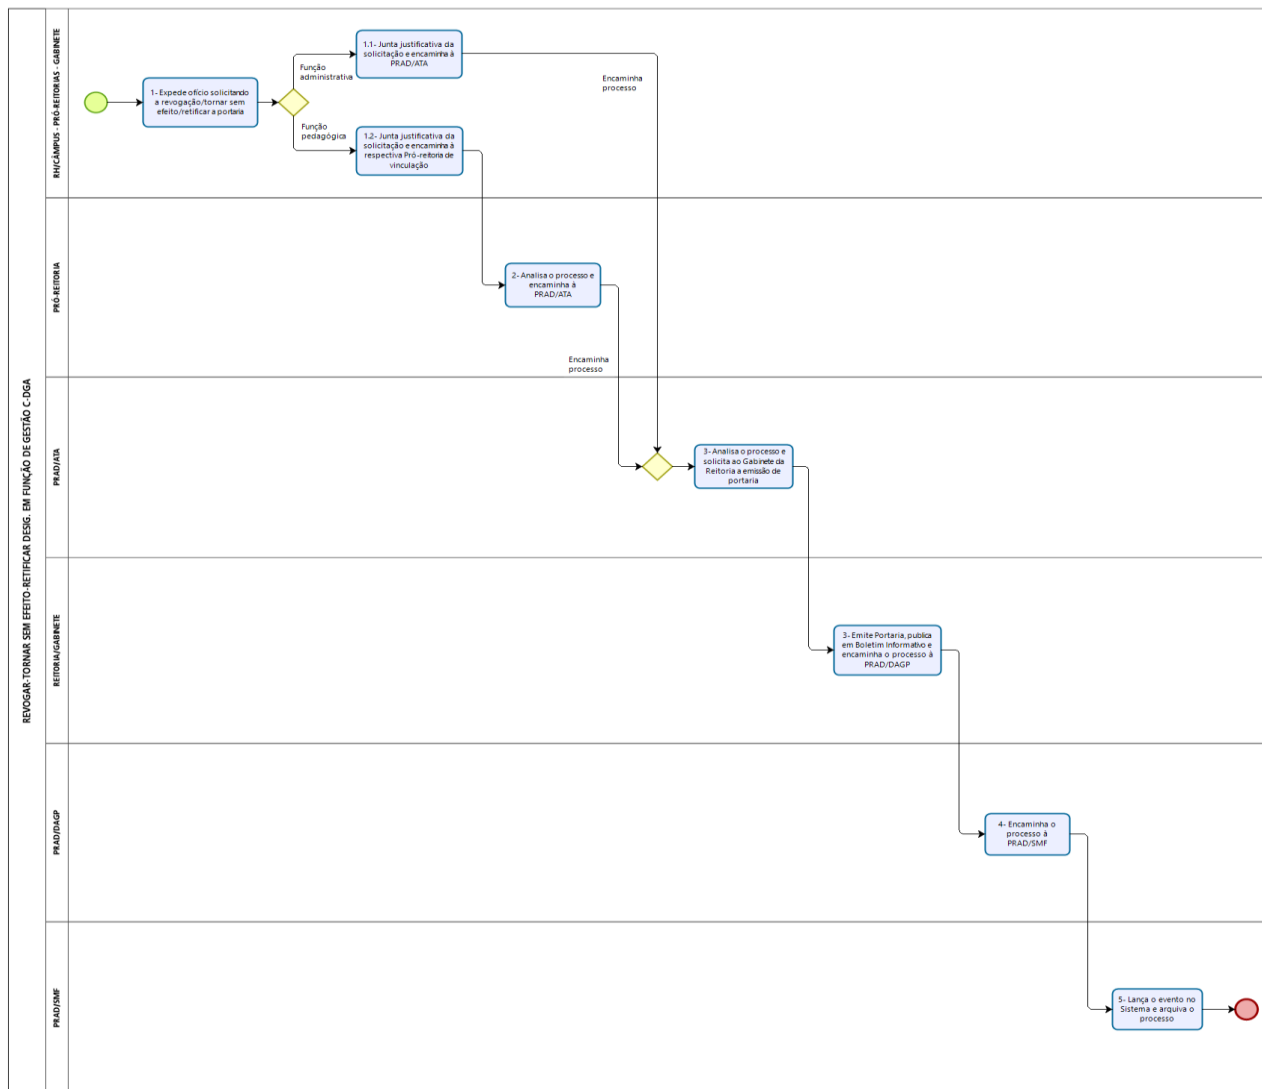 REVOGAR-TORNAR SEM EFEITO-RETIFICAR DESIG. EM FUNÇÃO DE GESTÃO C-DGA
RH/CÂMPUS - PRÓ-REITORIAS - GABINETE
1- Expede ofício solicitando
a revogação/tornar sem
efeito/retificar a portaria
Função
administrativa
1.1- Junta justificativa da
solicitação e encaminha à
PRAD/ATA
Encaminha
processo
Função
pedagógica
1.2- Junta justificativa da
solicitação e encaminha à
respectiva Pró-reitoria de
vinculação
PRÓ-REITORIA
2- Analisa o processo e
encaminha à
PRAD/ATA
Encaminha
processo
PRAD/ATA
3- Analisa o processo e
solicita ao Gabinete da
Reitoria a emissão de
portaria
REITORIA/GABINETE
3- Emite Portaria, publica
em Boletim Informativo e
encaminha o processo à
PRAD/DAGP
PRAD/DAGP
4- Encaminha o
processo à
PRAD/SMF
PRAD/SMF
5- Lança o evento no
Sistema e arquiva o
processo